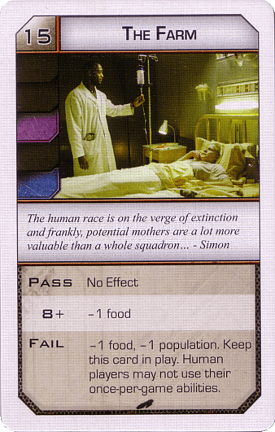 15 THE FARM
The human race is on the verge of extinction
and frankly, potential mothers are a lot more
valuable than a whole squadron... - Simon
PASS No Effect
8+ –1 food
FAIL –1 food, –1 population. Keep
this card in play. Human
players may not use their
once-per-game abilities.